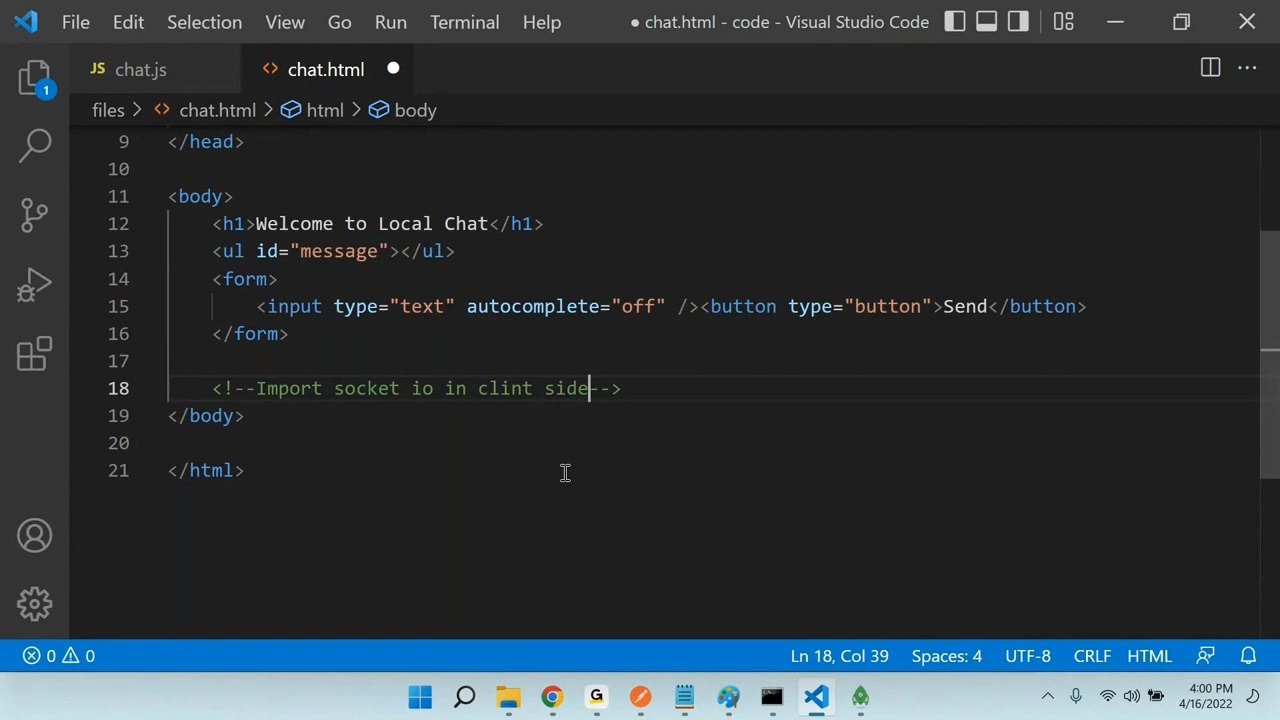 File Edit Selection View Go Run Terminal Help ● chat.html - code - Visual Studio Code
JS chat.js <> chat.html ●
files > <> chat.html > html > body
9 </head>
10
11 <body>
12 <h1>Welcome to Local Chat</h1>
13 <ul id="message"></ul>
14 <form>
15 <input type="text" autocomplete="off" /><button type="button">Send</button>
16 </form>
17
18 <!--Import socket io in clint side-->
19 </body>
20
21 </html>
1
0 0 Ln 18, Col 39 Spaces: 4 UTF-8 CRLF HTML
G
4:00 PM
4/16/2022